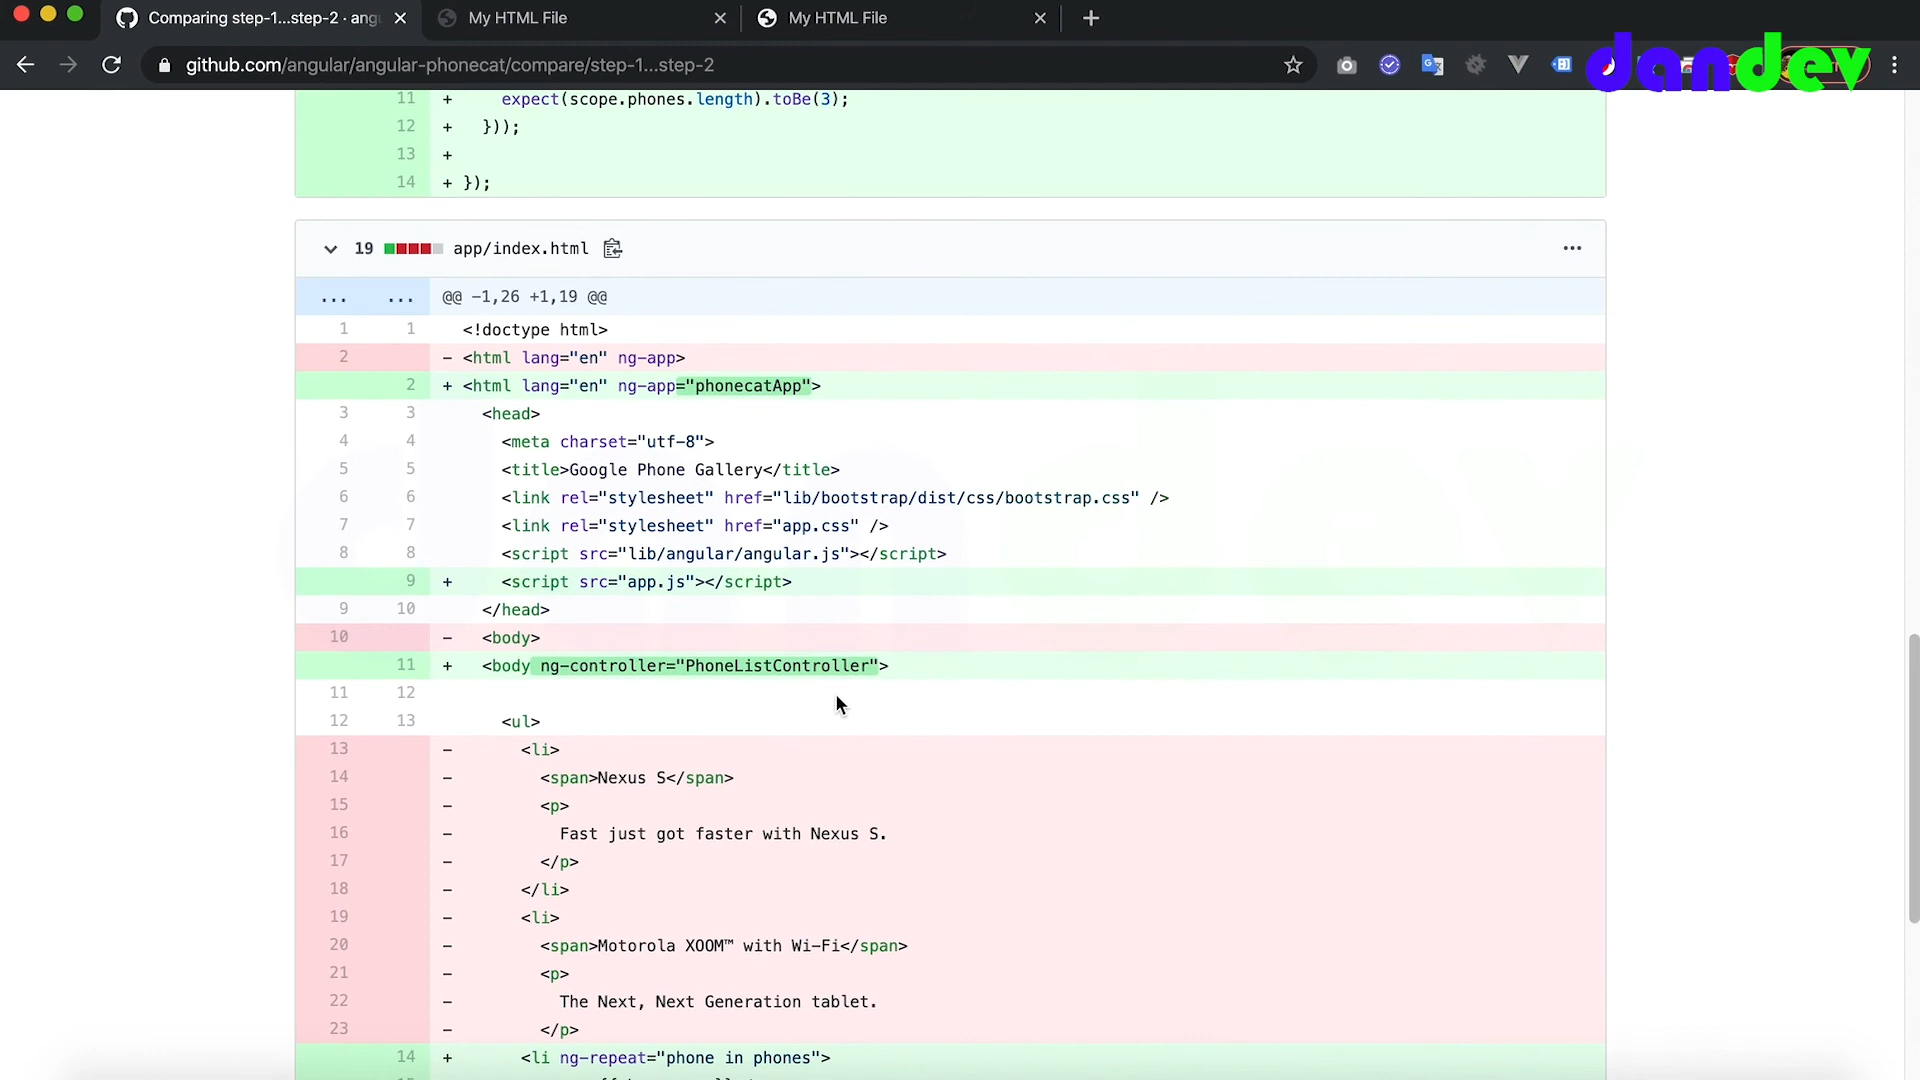 Comparing step-1...step-2 · angu
My HTML File
My HTML File
github.com/angular/angular-phonecat/compare/step-1...step-2
dandev
11 + expect(scope.phones.length).toBe(3);
12 + }));
13 +
14 + });
19 app/index.html
... ... @@ -1,26 +1,19 @@
1 1 <!doctype html>
2 - <html lang="en" ng-app>
2 + <html lang="en" ng-app="phonecatApp">
3 3 <head>
4 4 <meta charset="utf-8">
5 5 <title>Google Phone Gallery</title>
6 6 <link rel="stylesheet" href="lib/bootstrap/dist/css/bootstrap.css" />
7 7 <link rel="stylesheet" href="app.css" />
8 8 <script src="lib/angular/angular.js"></script>
9 + <script src="app.js"></script>
9 10 </head>
10 - <body>
11 + <body ng-controller="PhoneListController">
11 12
12 13 <ul>
13 - <li>
14 - <span>Nexus S</span>
15 - <p>
16 - Fast just got faster with Nexus S.
17 - </p>
18 - </li>
19 - <li>
20 - <span>Motorola XOOM™ with Wi-Fi</span>
21 - <p>
22 - The Next, Next Generation tablet.
23 - </p>
14 + <li ng-repeat="phone in phones">